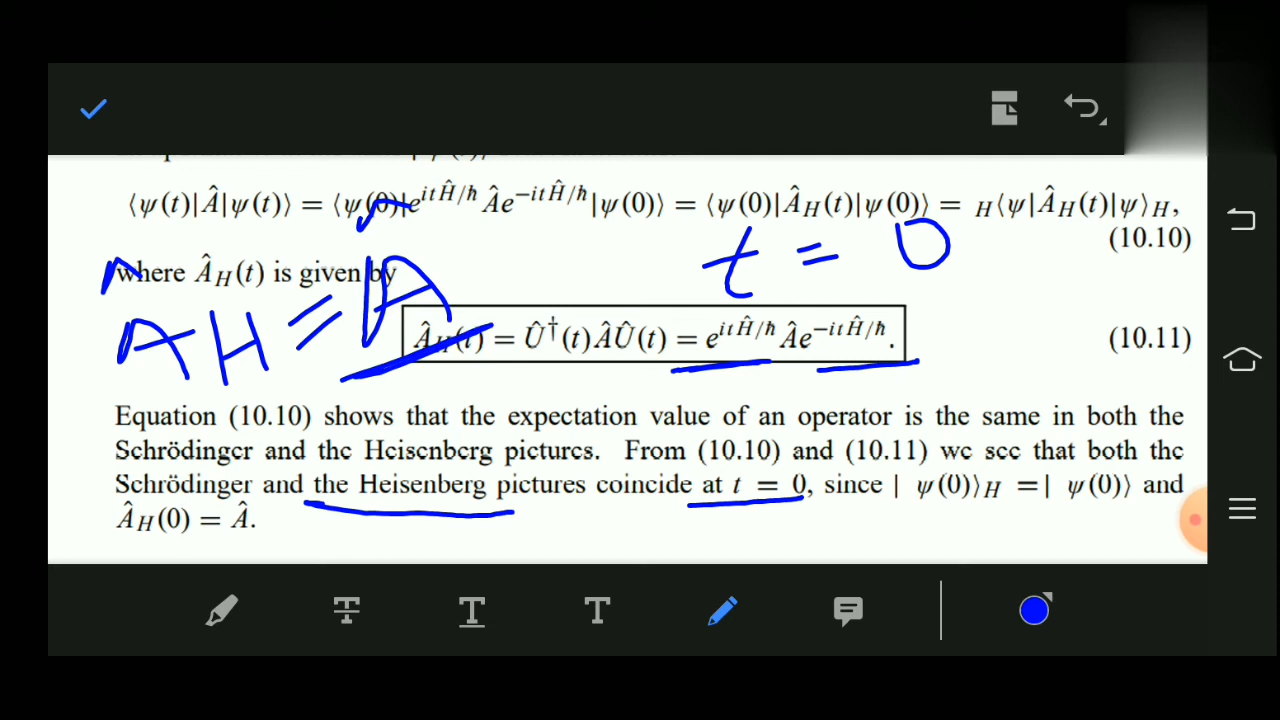 ⟨ψ(t)|Â|ψ(t)⟩ = ⟨ψ(0)|e^{itĤ/ħ} Âe^{−itĤ/ħ}|ψ(0)⟩ = ⟨ψ(0)|Â_H(t)|ψ(0)⟩ = _H⟨ψ|Â_H(t)|ψ⟩_H,
(10.10)
t = 0
where Â_H(t) is given by
ÂH = Â
Â_H(t) = Û†(t)ÂÛ(t) = e^{itĤ/ħ} Âe^{−itĤ/ħ}.
(10.11)
Equation (10.10) shows that the expectation value of an operator is the same in both the
Schrödinger and the Heisenberg pictures. From (10.10) and (10.11) we see that both the
Schrödinger and the Heisenberg pictures coincide at t = 0, since | ψ(0)⟩_H =| ψ(0)⟩ and
Â_H(0) = Â.
T
T
T